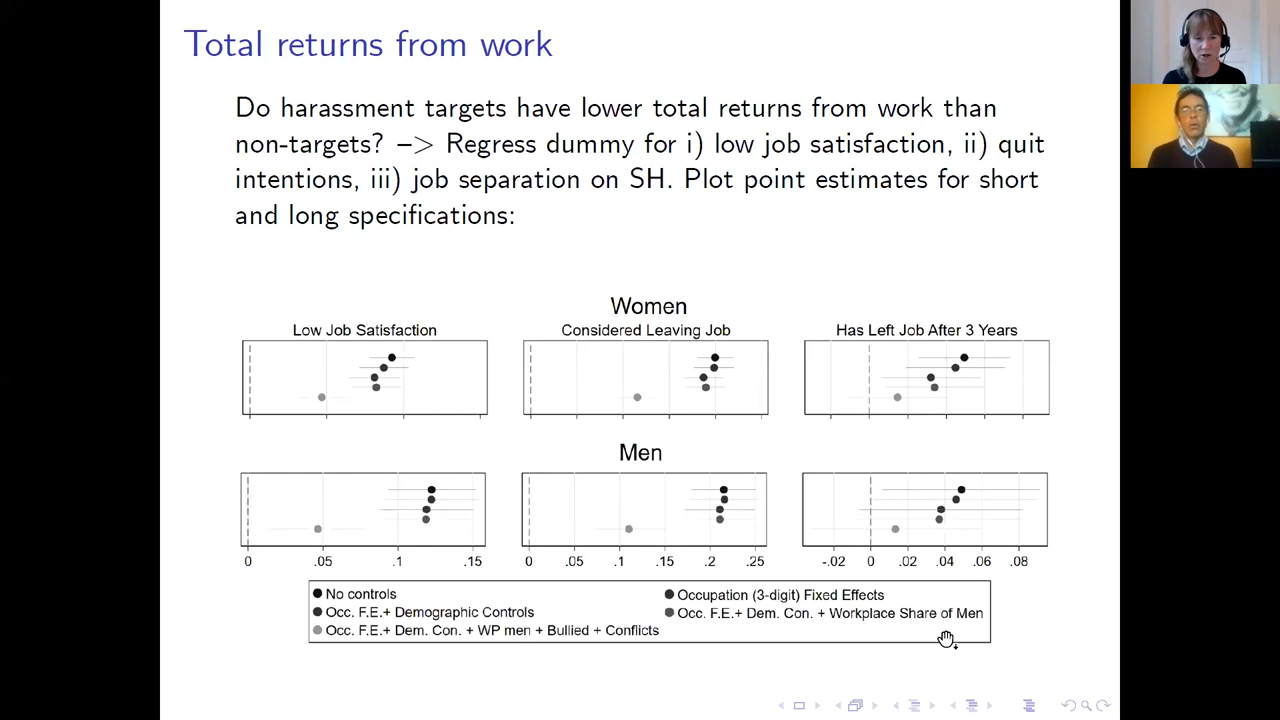 Total returns from work
Do harassment targets have lower total returns from work than
non-targets? –> Regress dummy for i) low job satisfaction, ii) quit
intentions, iii) job separation on SH. Plot point estimates for short
and long specifications:
Women
Low Job Satisfaction Considered Leaving Job Has Left Job After 3 Years
Men
0 .05 .1 .15 0 .05 .1 .15 .2 .25 -.02 0 .02 .04 .06 .08
No controls Occupation (3-digit) Fixed Effects
Occ. F.E.+ Demographic Controls Occ. F.E.+ Dem. Con. + Workplace Share of Men
Occ. F.E.+ Dem. Con. + WP men + Bullied + Conflicts